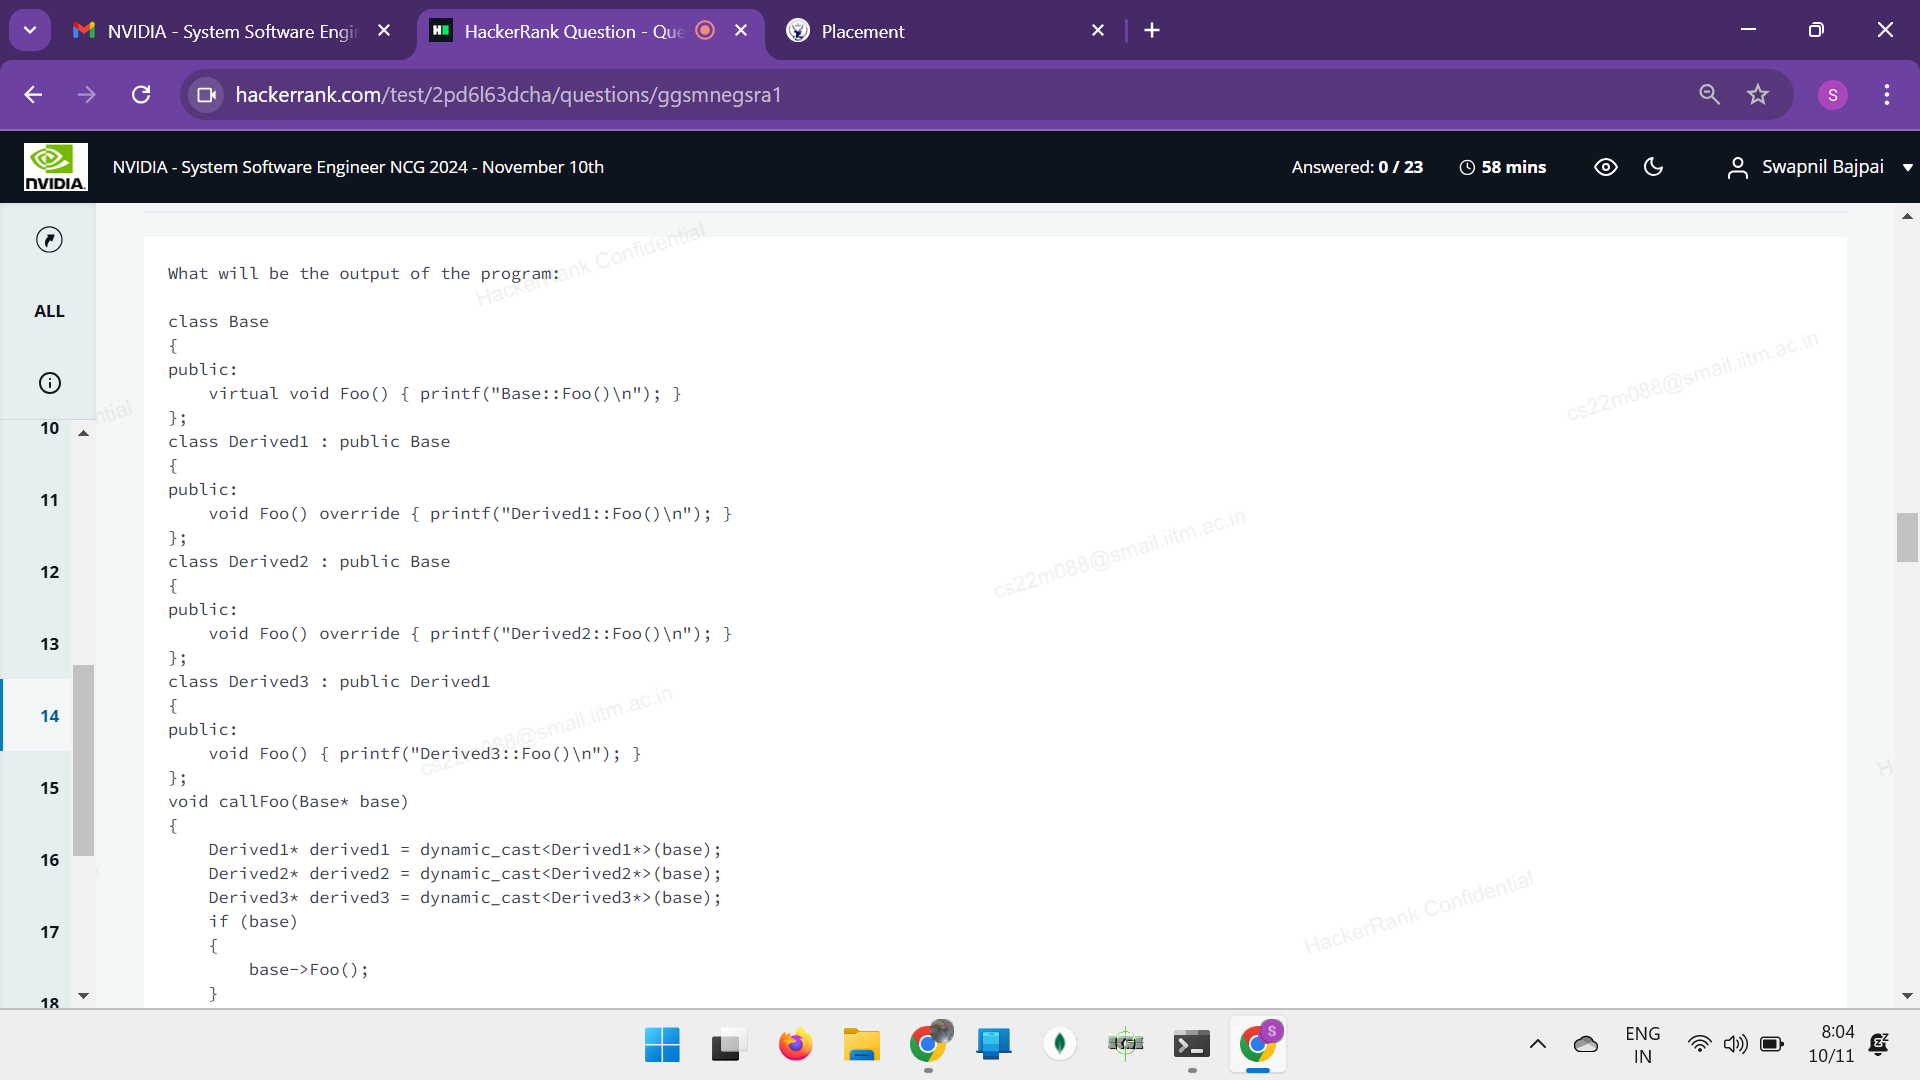 NVIDIA - System Software Engi
HackerRank Question - Que
Placement
hackerrank.com/test/2pd6l63dcha/questions/ggsmnegsra1
S
NVIDIA
NVIDIA - System Software Engineer NCG 2024 - November 10th
Answered: 0 / 23
58 mins
Swapnil Bajpai
ALL
10
11
12
13
14
15
16
17
18
What will be the output of the program:
class Base
{
public:
    virtual void Foo() { printf("Base::Foo()\n"); }
};
class Derived1 : public Base
{
public:
    void Foo() override { printf("Derived1::Foo()\n"); }
};
class Derived2 : public Base
{
public:
    void Foo() override { printf("Derived2::Foo()\n"); }
};
class Derived3 : public Derived1
{
public:
    void Foo() { printf("Derived3::Foo()\n"); }
};
void callFoo(Base* base)
{
    Derived1* derived1 = dynamic_cast<Derived1*>(base);
    Derived2* derived2 = dynamic_cast<Derived2*>(base);
    Derived3* derived3 = dynamic_cast<Derived3*>(base);
    if (base)
    {
        base->Foo();
    }
HackerRank Confidential
cs22m088@smail.iitm.ac.in
cs22m088@smail.iitm.ac.in
cs22m088@smail.iitm.ac.in
HackerRank Confidential
ntial
H
S
ENG
IN
8:04
10/11